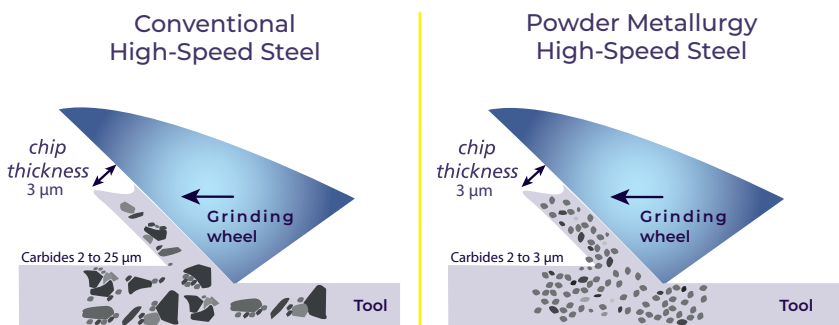 Conventional
High-Speed Steel
chip
thickness
3 µm
Grinding
wheel
Carbides 2 to 25 µm
Tool
Powder Metallurgy
High-Speed Steel
chip
thickness
3 µm
Grinding
wheel
Carbides 2 to 3 µm
Tool